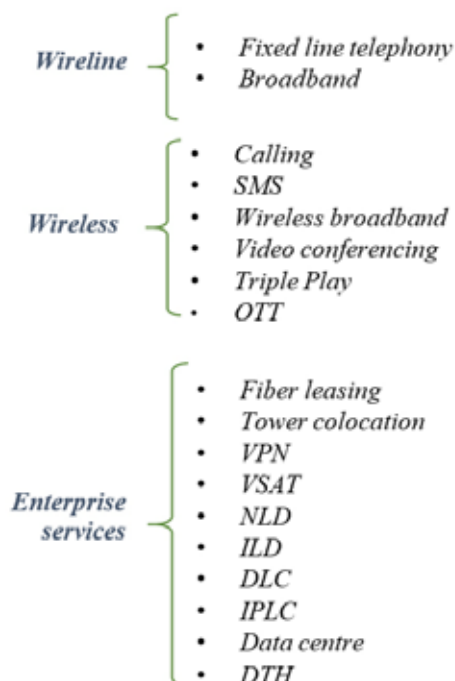 Wireline
• Fixed line telephony
• Broadband
Wireless
• Calling
• SMS
• Wireless broadband
• Video conferencing
• Triple Play
• OTT
Enterprise
services
• Fiber leasing
• Tower colocation
• VPN
• VSAT
• NLD
• ILD
• DLC
• IPLC
• Data centre
• DTH